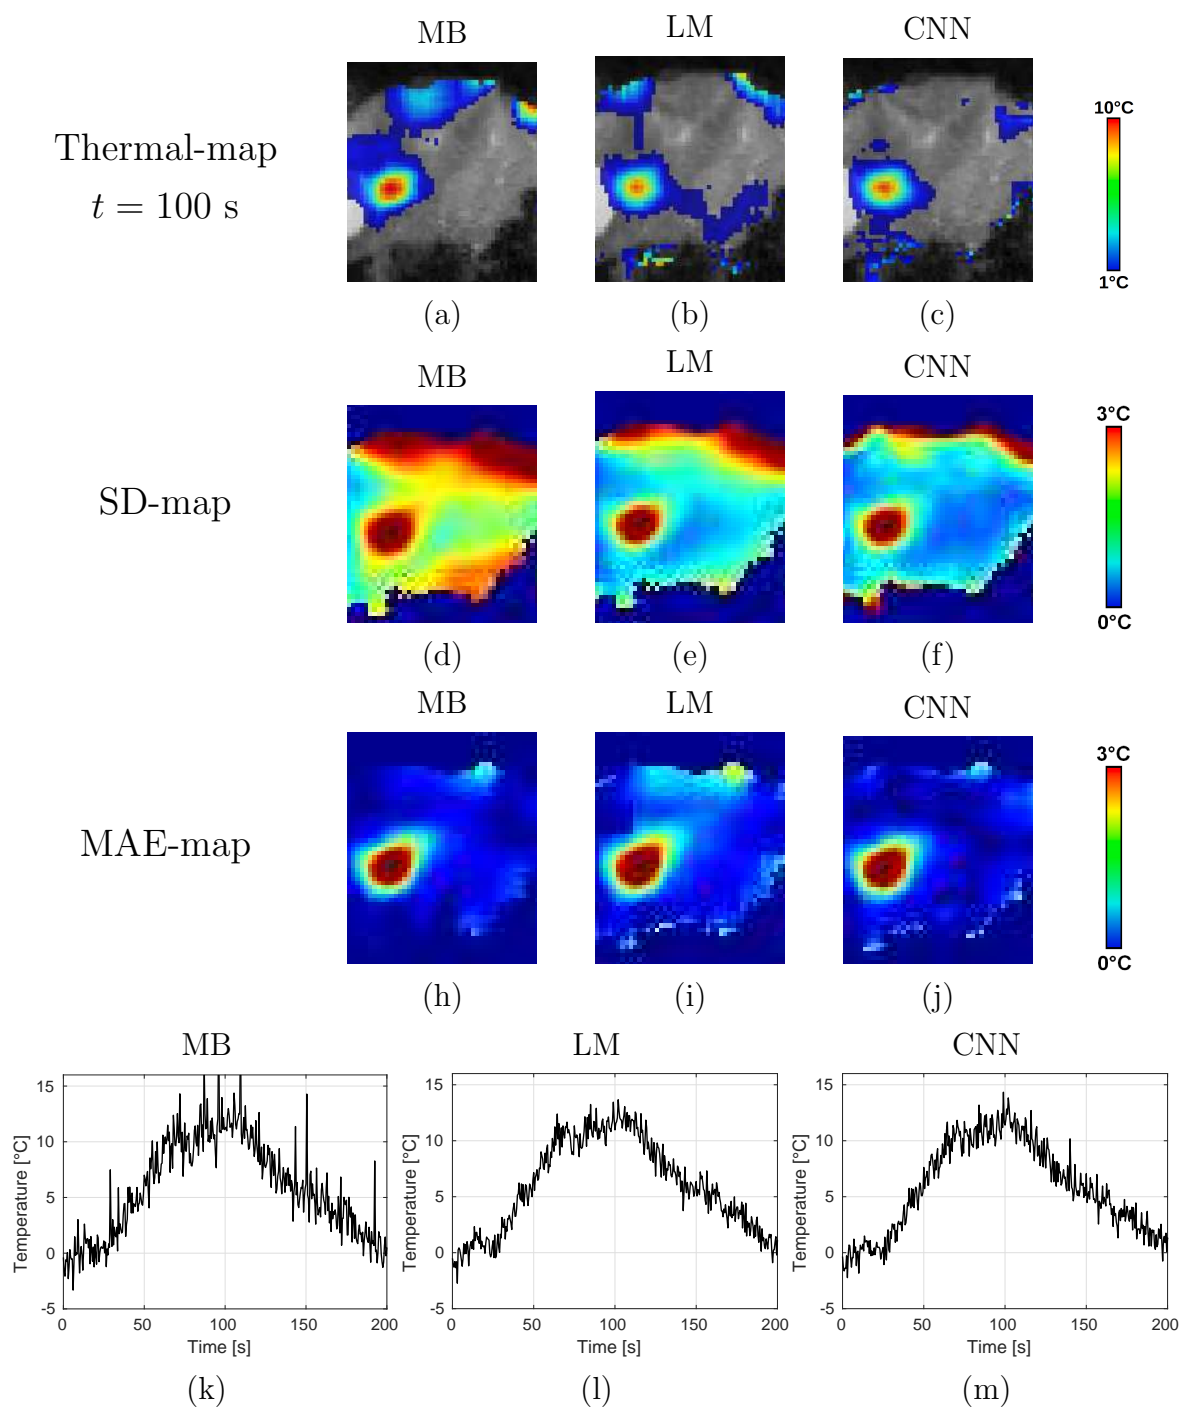 MB LM CNN
Thermal-map
t = 100 s
10°C
1°C
(a) (b) (c)
MB LM CNN
SD-map
3°C
0°C
(d) (e) (f)
MB LM CNN
MAE-map
3°C
0°C
(h) (i) (j)
MB LM CNN
Temperature [°C]
15
10
5
0
-5
0 50 100 150 200
Time [s]
(k)
Temperature [°C]
15
10
5
0
-5
0 50 100 150 200
Time [s]
(l)
Temperature [°C]
15
10
5
0
-5
0 50 100 150 200
Time [s]
(m)